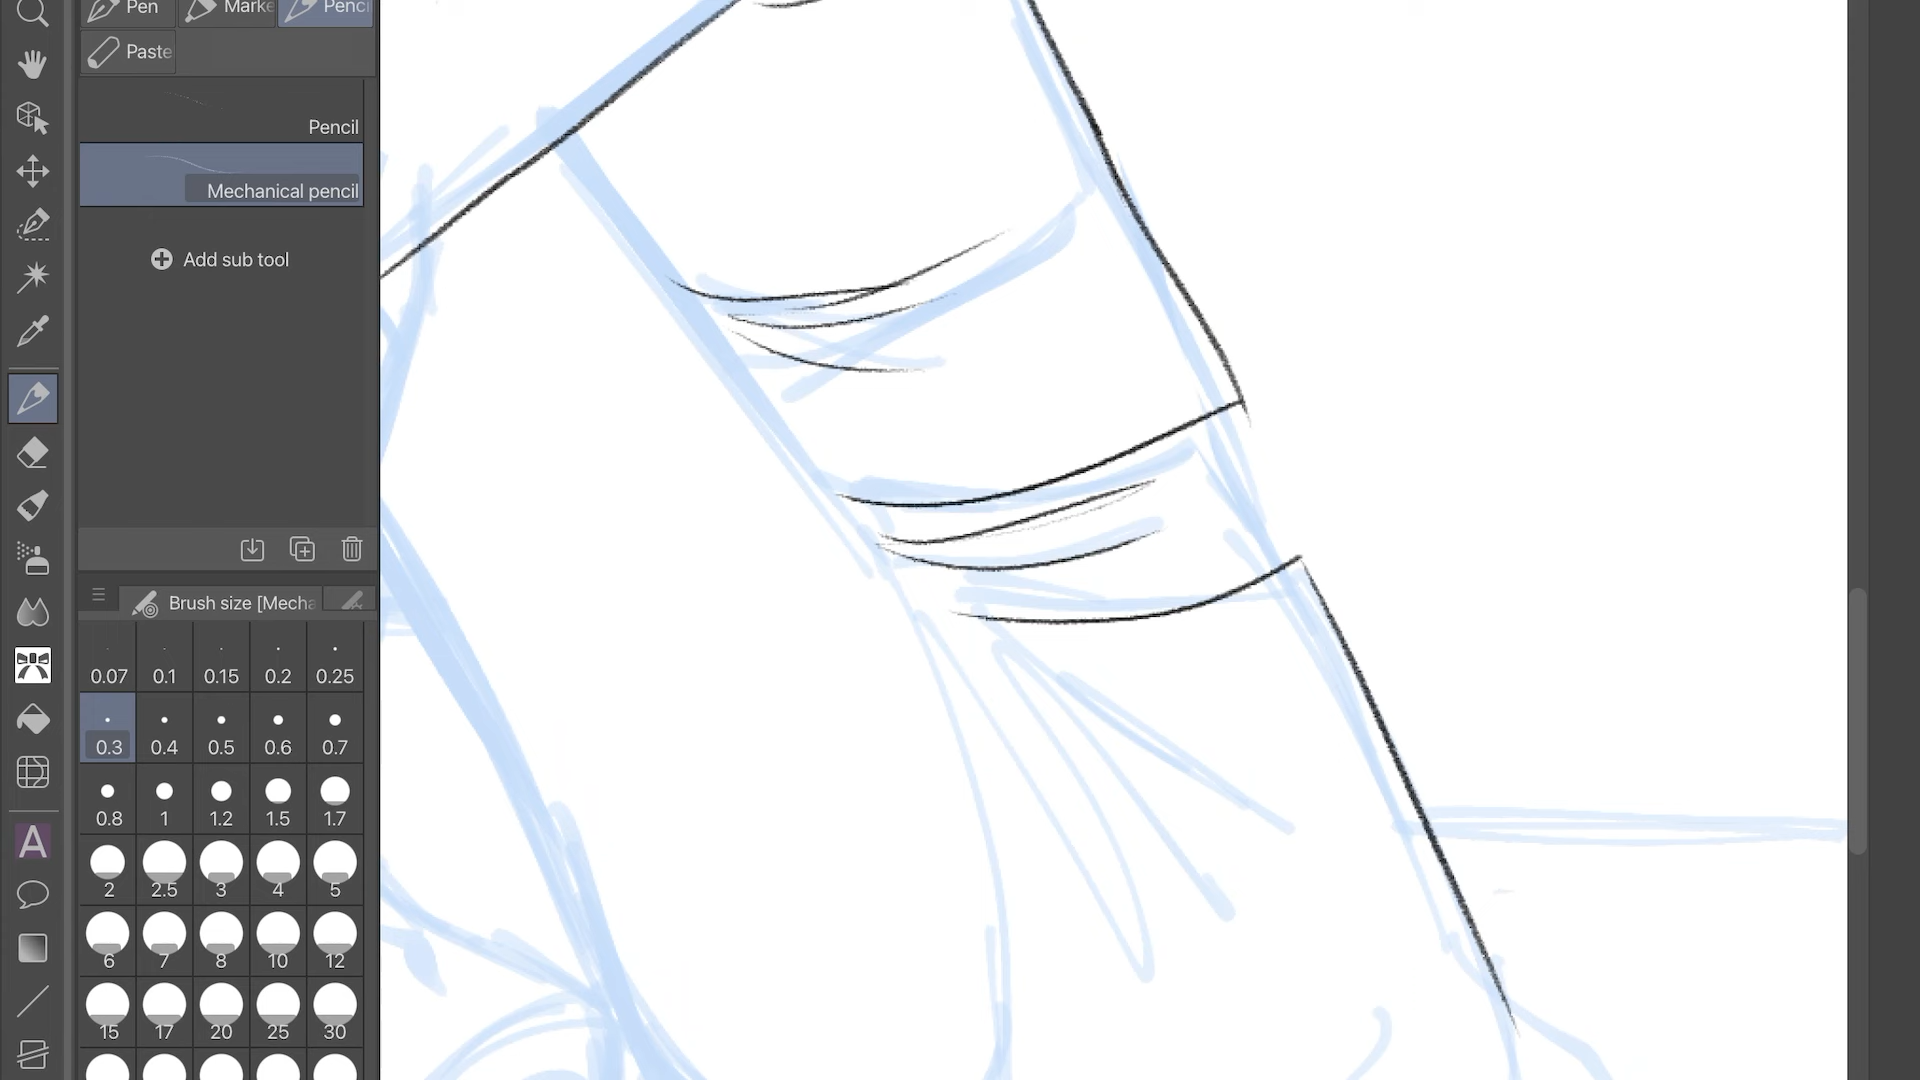 Pen Marke Penci
Paste
Pencil
Mechanical pencil
Add sub tool
Brush size [Mecha
0.07 0.1 0.15 0.2 0.25
0.3 0.4 0.5 0.6 0.7
0.8 1 1.2 1.5 1.7
2 2.5 3 4 5
6 7 8 10 12
15 17 20 25 30
A